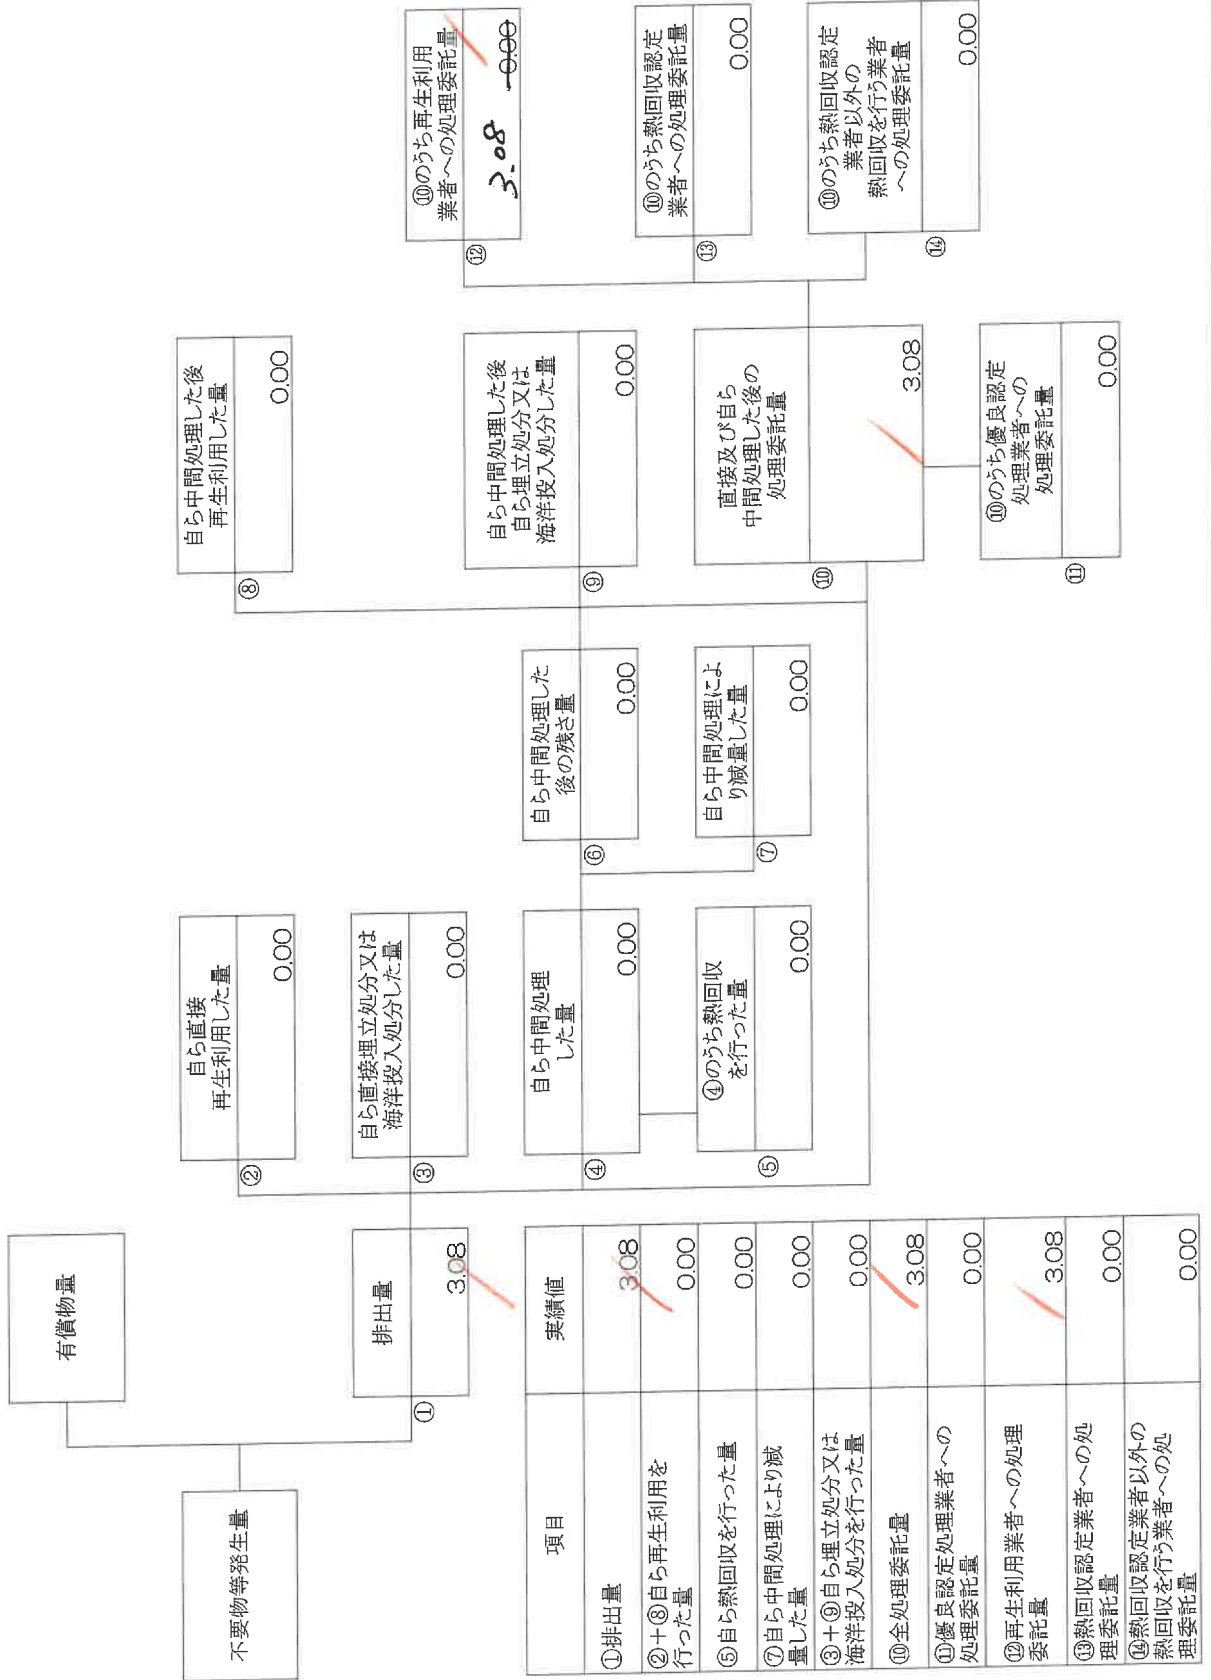 不要物等発生量
有償物量
排出量
①
3.08
自ら直接
再生利用した量
②
0.00
自ら直接埋立処分又は
海洋投入処分した量
③
0.00
自ら中間処理
した量
④
0.00
④のうち熱回収
を行った量
⑤
0.00
自ら中間処理した
後の残さ量
⑥
0.00
自ら中間処理によ
り減量した量
⑦
0.00
自ら中間処理した後
再生利用した量
⑧
0.00
自ら中間処理した後
自ら埋立処分又は
海洋投入処分した量
⑨
0.00
直接及び自ら
中間処理した後の
処理委託量
⑩
3.08
⑩のうち優良認定
処理業者への
処理委託量
⑪
0.00
⑩のうち再生利用
業者への処理委託量
⑫
3.08 0.00
⑩のうち熱回収認定
業者への処理委託量
⑬
0.00
⑩のうち熱回収認定
業者以外の
熱回収を行う業者
への処理委託量
⑭
0.00
項目 実績値
①排出量 3.08
②+⑧自ら再生利用を
行った量 0.00
⑤自ら熱回収を行った量 0.00
⑦自ら中間処理により減
量した量 0.00
③+⑨自ら埋立処分又は
海洋投入処分を行った量 0.00
⑩全処理委託量 3.08
⑪優良認定処理業者への
処理委託量 0.00
⑫再生利用業者への処理
委託量 3.08
⑬熱回収認定業者への処
理委託量 0.00
⑭熱回収認定業者以外の
熱回収を行う業者への処
理委託量 0.00